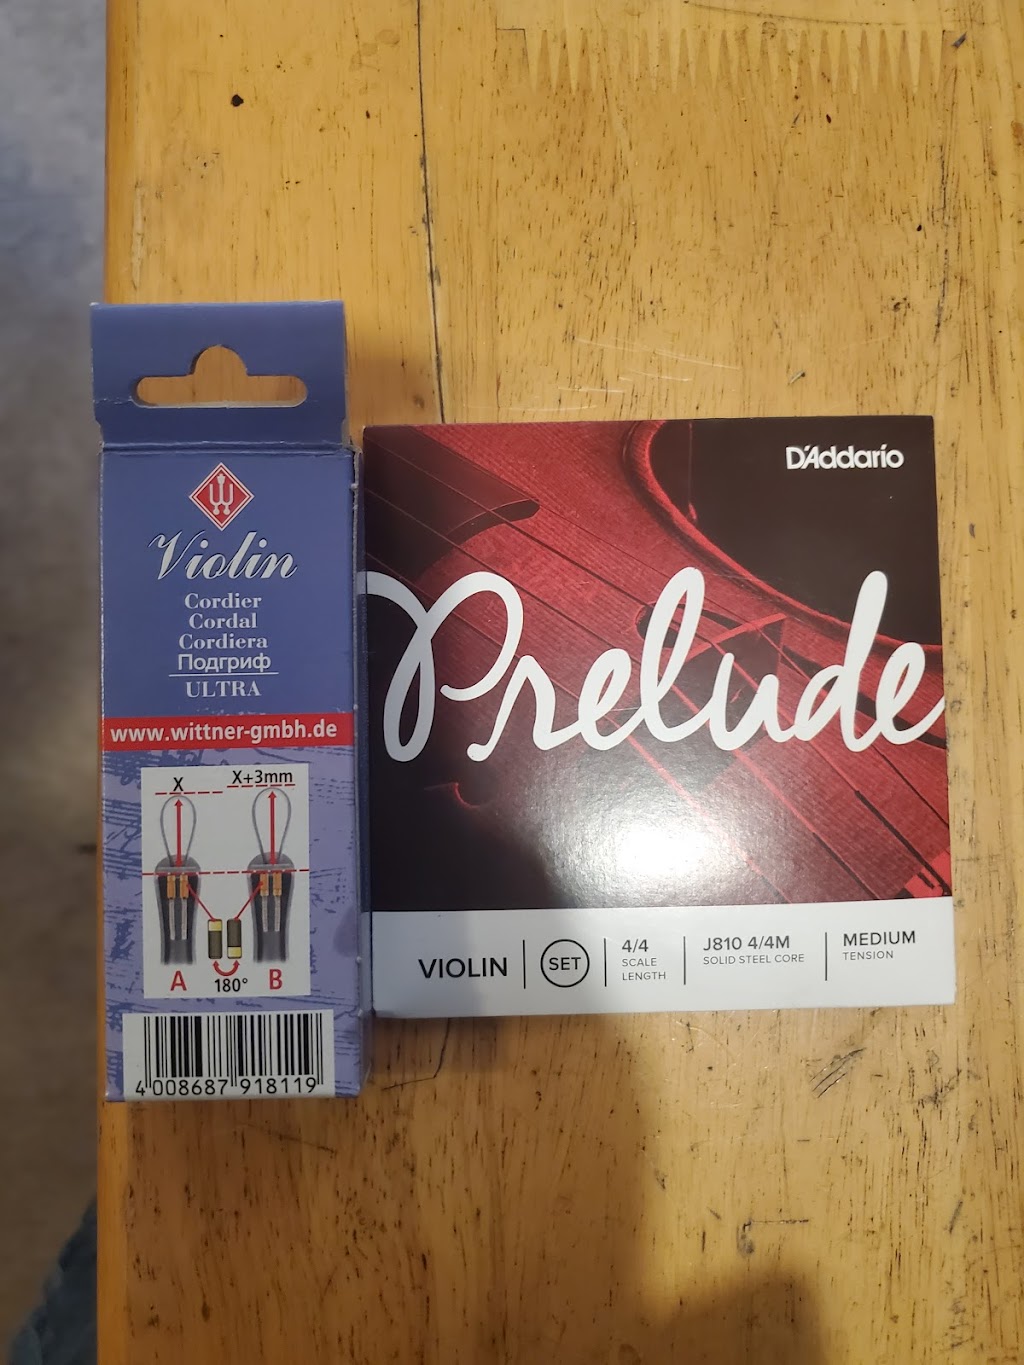 Violin
Cordier
Cordal
Cordiera
Подгриф
ULTRA
www.wittner-gmbh.de
X
X+3mm
A
180°
B
4 008687 918119
D'Addario
Prelude
VIOLIN
SET
4/4
SCALE
LENGTH
J810 4/4M
SOLID STEEL CORE
MEDIUM
TENSION